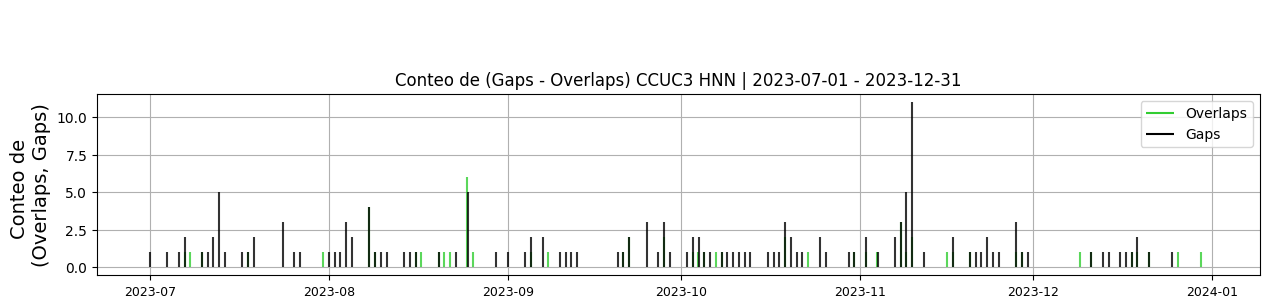 Conteo de (Gaps - Overlaps) CCUC3 HNN | 2023-07-01 - 2023-12-31
Conteo de
(Overlaps, Gaps)
10.0
7.5
5.0
2.5
0.0
Overlaps
Gaps
2023-07
2023-08
2023-09
2023-10
2023-11
2023-12
2024-01